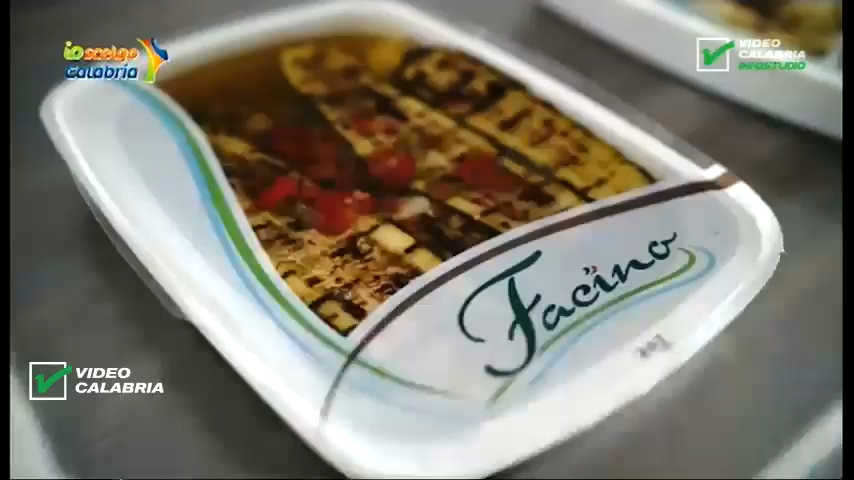 io scelgo
calabria
VIDEO
CALABRIA
INFOSTUDIO
Facino
VIDEO
CALABRIA